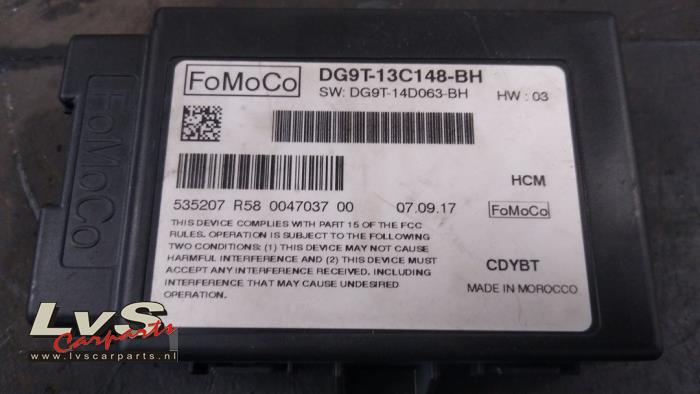 FoMoCo
FoMoCo
DG9T-13C148-BH
SW: DG9T-14D063-BH
HW : 03
HCM
535207 R58 0047037 00
07.09.17
FoMoCo
THIS DEVICE COMPLIES WITH PART 15 OF THE FCC
RULES. OPERATION IS SUBJECT TO THE FOLLOWING
TWO CONDITIONS: (1) THIS DEVICE MAY NOT CAUSE
HARMFUL INTERFERENCE AND (2) THIS DEVICE MUST
ACCEPT ANY INTERFERENCE RECEIVED, INCLUDING
INTERFERENCE THAT MAY CAUSE UNDESIRED
OPERATION.
CDYBT
MADE IN MOROCCO
LvS
Carparts
www.lvscarparts.nl